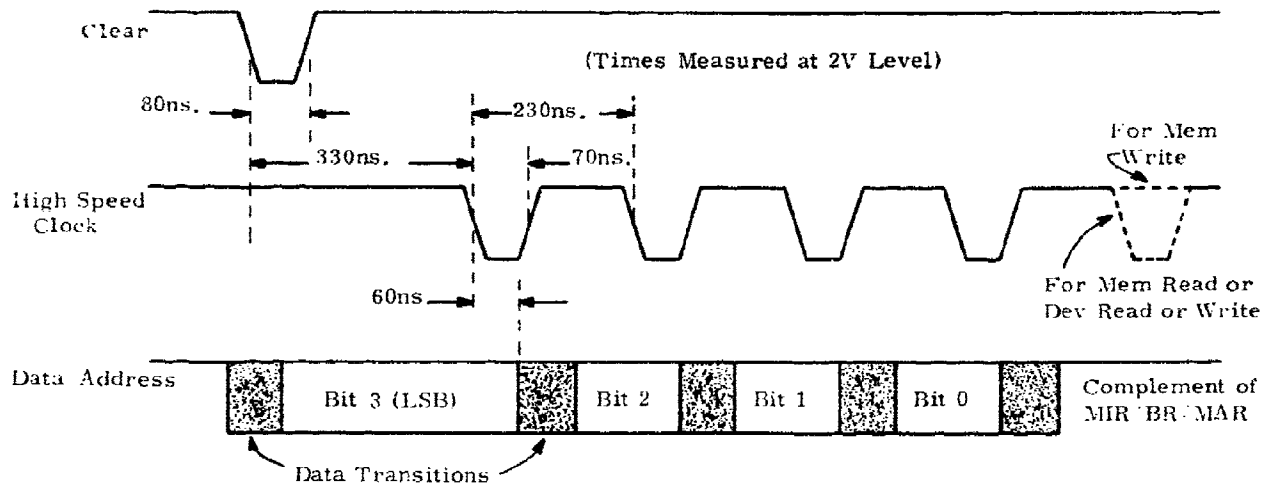 Clear
(Times Measured at 2V Level)
80ns.
230ns.
For Mem
Write
330ns.
70ns.
High Speed
Clock
60ns
For Mem Read or
Dev Read or Write
Data Address
Bit 3 (LSB)
Bit 2
Bit 1
Bit 0
Complement of
MIR/BR/MAR
Data Transitions